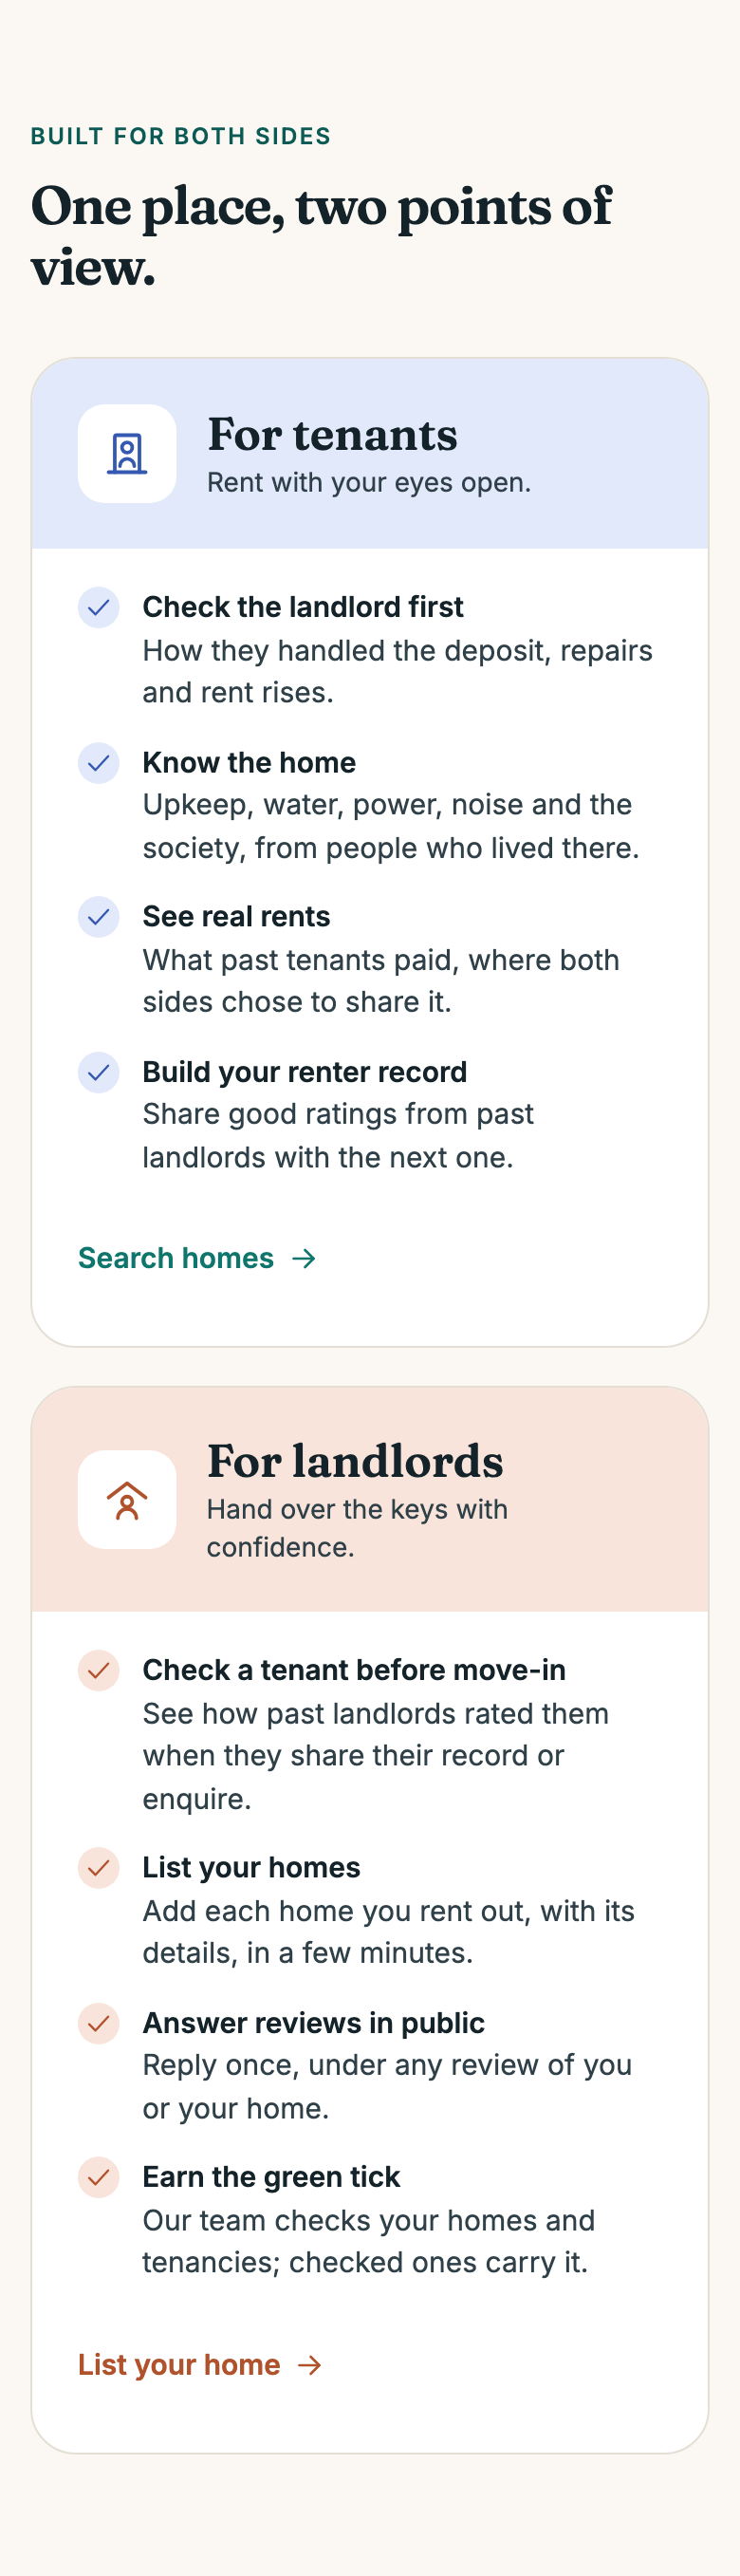 BUILT FOR BOTH SIDES
One place, two points of
view.
For tenants
Rent with your eyes open.
Check the landlord first
How they handled the deposit, repairs
and rent rises.
Know the home
Upkeep, water, power, noise and the
society, from people who lived there.
See real rents
What past tenants paid, where both
sides chose to share it.
Build your renter record
Share good ratings from past
landlords with the next one.
Search homes →
For landlords
Hand over the keys with
confidence.
Check a tenant before move-in
See how past landlords rated them
when they share their record or
enquire.
List your homes
Add each home you rent out, with its
details, in a few minutes.
Answer reviews in public
Reply once, under any review of you
or your home.
Earn the green tick
Our team checks your homes and
tenancies; checked ones carry it.
List your home →